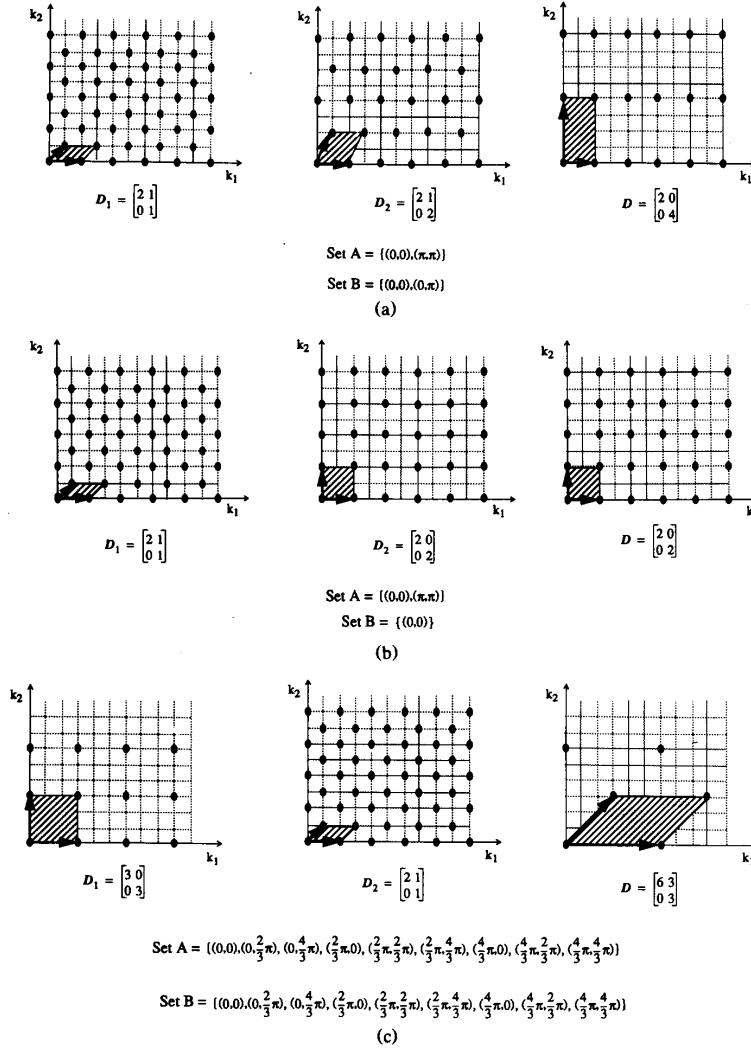 k₂ k₂ k₂
k₁ k₁ k₁
D₁ = [2 1; 0 1] D₂ = [2 1; 0 2] D = [2 0; 0 4]
Set A = {(0,0).(π,π)}
Set B = {(0,0).(0,π)}
(a)
k₂ k₂ k₂
k₁ k₁ k
D₁ = [2 1; 0 1] D₂ = [2 0; 0 2] D = [2 0; 0 2]
Set A = {(0,0).(π,π)}
Set B = {(0,0)}
(b)
k₂ k₂ k₂
k₁ k₁ k₁
D₁ = [3 0; 0 3] D₂ = [2 1; 0 1] D = [6 3; 0 3]
Set A = {(0,0).(0,2/3π), (0,4/3π), (2/3π,0), (2/3π,2/3π), (2/3π,4/3π), (4/3π,0), (4/3π,2/3π), (4/3π,4/3π)}
Set B = {(0,0).(0,2/3π), (0,4/3π), (2/3π,0), (2/3π,2/3π), (2/3π,4/3π), (4/3π,0), (4/3π,2/3π), (4/3π,4/3π)}
(c)